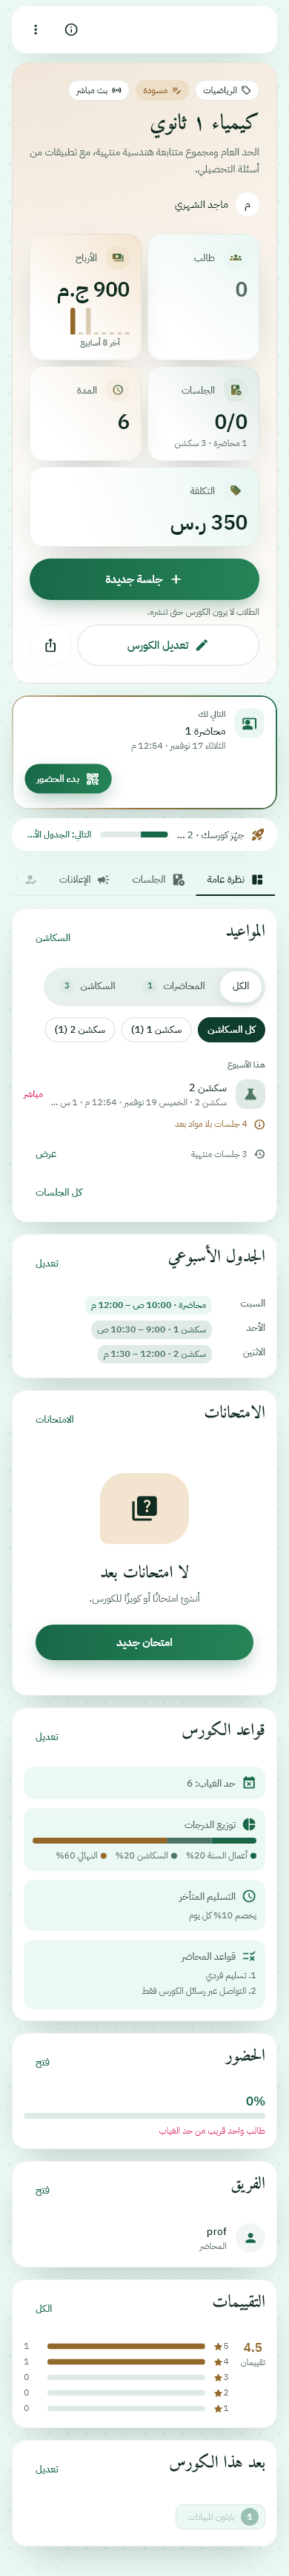 الرياضيات
مسودة
بث مباشر
كيمياء ١ ثانوي
الحد العام ومجموع متتابعة هندسية منتهية، مع تطبيقات من
أسئلة التحصيلي.
م
ماجد الشهري
طالب
0
الأرباح
900 ج.م
آخر 8 أسابيع
الجلسات
0/0
1 محاضرة · 3 سكشن
المدة
6
التكلفة
350 ر.س
جلسة جديدة
الطلاب لا يرون الكورس حتى تنشره.
تعديل الكورس
التالي لك
محاضرة 1
الثلاثاء 17 نوفمبر · 12:54 م
بدء الحضور
جهّز كورسك · 2 ...
التالي: الجدول الأ...
نظرة عامة
الجلسات
الإعلانات
المواعيد
السكاشن
الكل
المحاضرات 1
السكاشن 3
كل السكاشن
سكشن 1 (1)
سكشن 2 (1)
هذا الأسبوع
سكشن 2
سكشن 2 · الخميس 19 نوفمبر · 12:54 م · 1 س ...
مباشر
4 جلسات بلا مواد بعد
3 جلسات منتهية
عرض
كل الجلسات
الجدول الأسبوعي
تعديل
السبت
محاضرة · 10:00 ص – 12:00 م
الأحد
سكشن 1 · 9:00 – 10:30 ص
الاثنين
سكشن 2 · 12:00 – 1:30 م
الامتحانات
الامتحانات
لا امتحانات بعد
أنشئ امتحانًا أو كويزًا للكورس.
امتحان جديد
قواعد الكورس
تعديل
حد الغياب: 6
توزيع الدرجات
أعمال السنة 20%
السكاشن 20%
النهائي 60%
التسليم المتأخر
يخصم 10% كل يوم
قواعد المحاضر
1. تسليم فردي
2. التواصل عبر رسائل الكورس فقط
الحضور
فتح
0%
طالب واحد قريب من حد الغياب
الفريق
فتح
prof
المحاضر
التقييمات
الكل
4.5
تقييمان
5 1
4 1
3 0
2 0
1 0
بعد هذا الكورس
تعديل
1
بايثون للبيانات